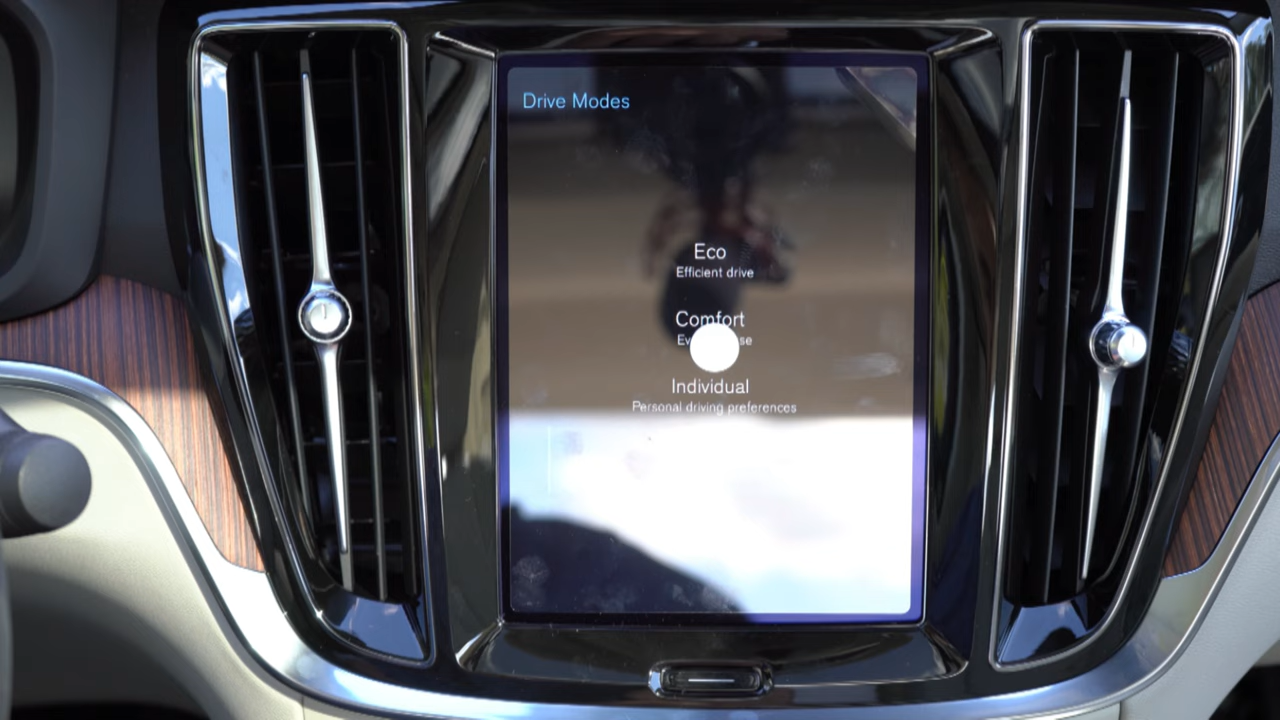 Drive Modes
Eco
Efficient drive
Comfort
Individual
Personal driving preferences